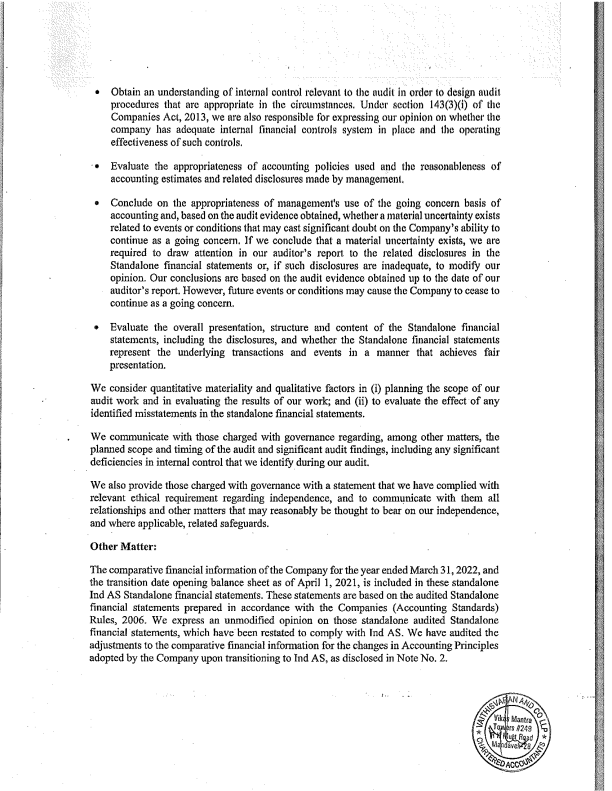 • Obtain an understanding of internal control relevant to the audit in order to design audit
procedures that are appropriate in the circumstances. Under section 143(3)(i) of the
Companies Act, 2013, we are also responsible for expressing our opinion on whether the
company has adequate internal financial controls system in place and the operating
effectiveness of such controls.
• Evaluate the appropriateness of accounting policies used and the reasonableness of
accounting estimates and related disclosures made by management.
• Conclude on the appropriateness of management's use of the going concern basis of
accounting and, based on the audit evidence obtained, whether a material uncertainty exists
related to events or conditions that may cast significant doubt on the Company's ability to
continue as a going concern. If we conclude that a material uncertainty exists, we are
required to draw attention in our auditor's report to the related disclosures in the
Standalone financial statements or, if such disclosures are inadequate, to modify our
opinion. Our conclusions are based on the audit evidence obtained up to the date of our
auditor's report. However, future events or conditions may cause the Company to cease to
continue as a going concern.
• Evaluate the overall presentation, structure and content of the Standalone financial
statements, including the disclosures, and whether the Standalone financial statements
represent the underlying transactions and events in a manner that achieves fair
presentation.
We consider quantitative materiality and qualitative factors in (i) planning the scope of our
audit work and in evaluating the results of our work; and (ii) to evaluate the effect of any
identified misstatements in the standalone financial statements.
We communicate with those charged with governance regarding, among other matters, the
planned scope and timing of the audit and significant audit findings, including any significant
deficiencies in internal control that we identify during our audit.
We also provide those charged with governance with a statement that we have complied with
relevant ethical requirement regarding independence, and to communicate with them all
relationships and other matters that may reasonably be thought to bear on our independence,
and where applicable, related safeguards.
Other Matter:
The comparative financial information of the Company for the year ended March 31, 2022, and
the transition date opening balance sheet as of April 1, 2021, is included in these standalone
Ind AS Standalone financial statements. These statements are based on the audited Standalone
financial statements prepared in accordance with the Companies (Accounting Standards)
Rules, 2006. We express an unmodified opinion on those standalone audited Standalone
financial statements, which have been restated to comply with Ind AS. We have audited the
adjustments to the comparative financial information for the changes in Accounting Principles
adopted by the Company upon transitioning to Ind AS, as disclosed in Note No. 2.
VAITHISVARAN AND CO LLP
Vikas Mantra
Towers #249
Mutt Road
CHARTERED ACCOUNTANTS